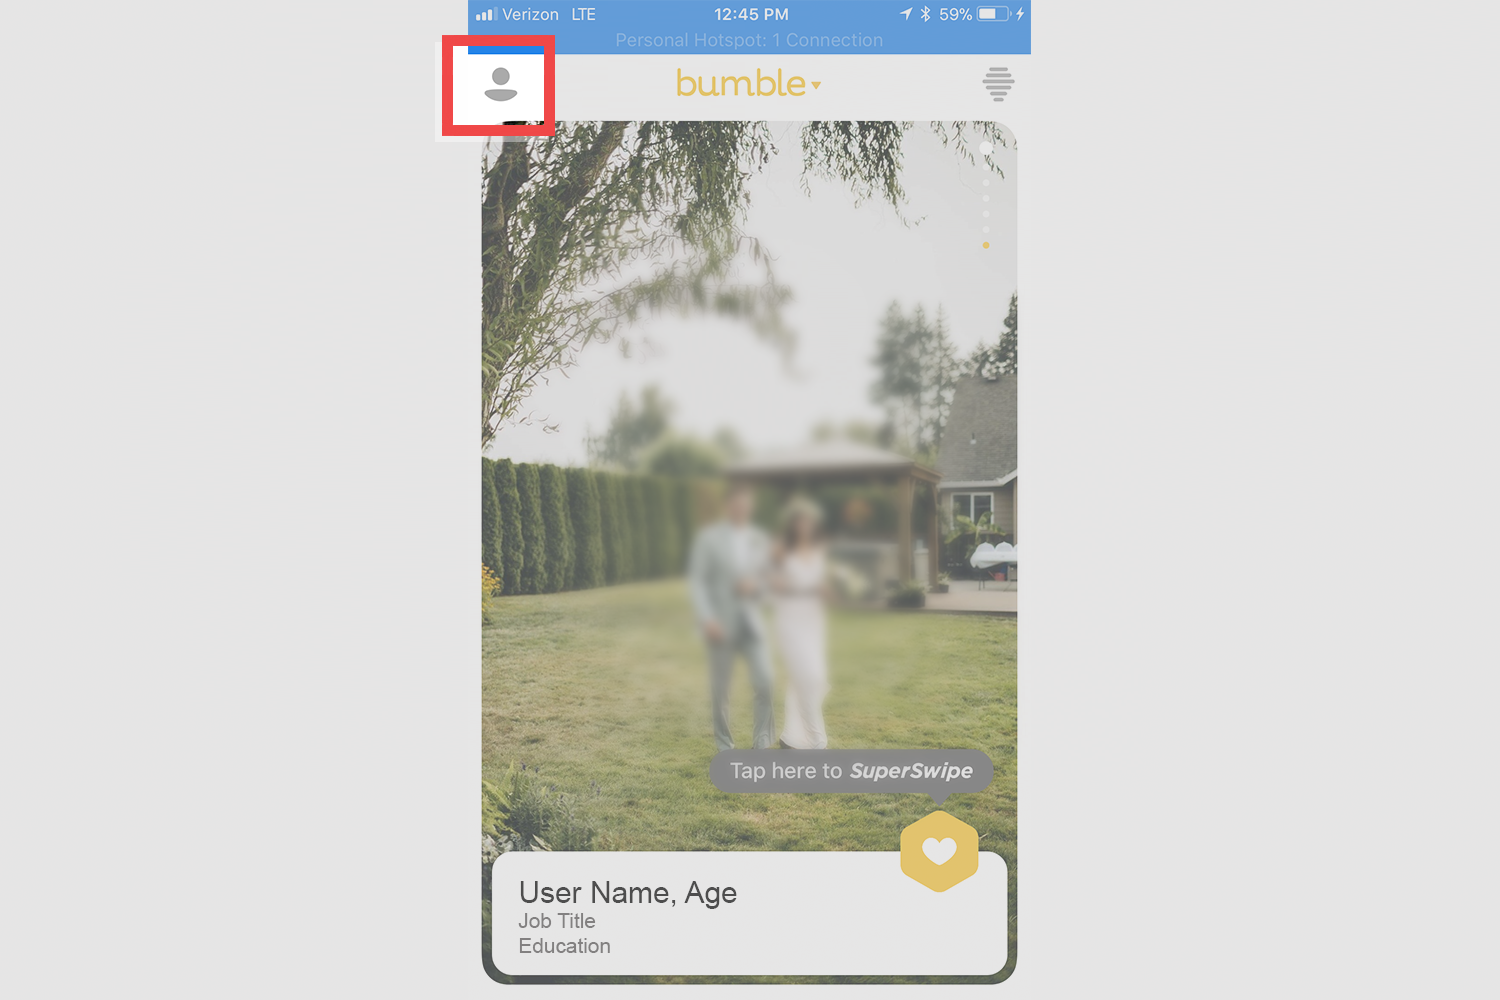 Verizon LTE 12:45 PM 59%
Personal Hotspot: 1 Connection
bumble
Tap here to SuperSwipe
User Name, Age
Job Title
Education